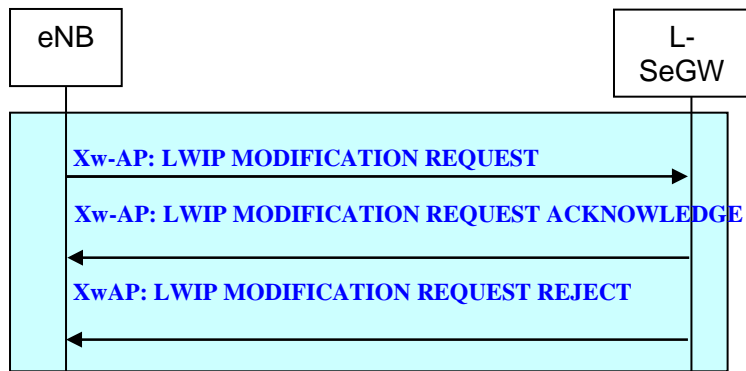 eNB
L-
SeGW
Xw-AP: LWIP MODIFICATION REQUEST
Xw-AP: LWIP MODIFICATION REQUEST ACKNOWLEDGE
XwAP: LWIP MODIFICATION REQUEST REJECT